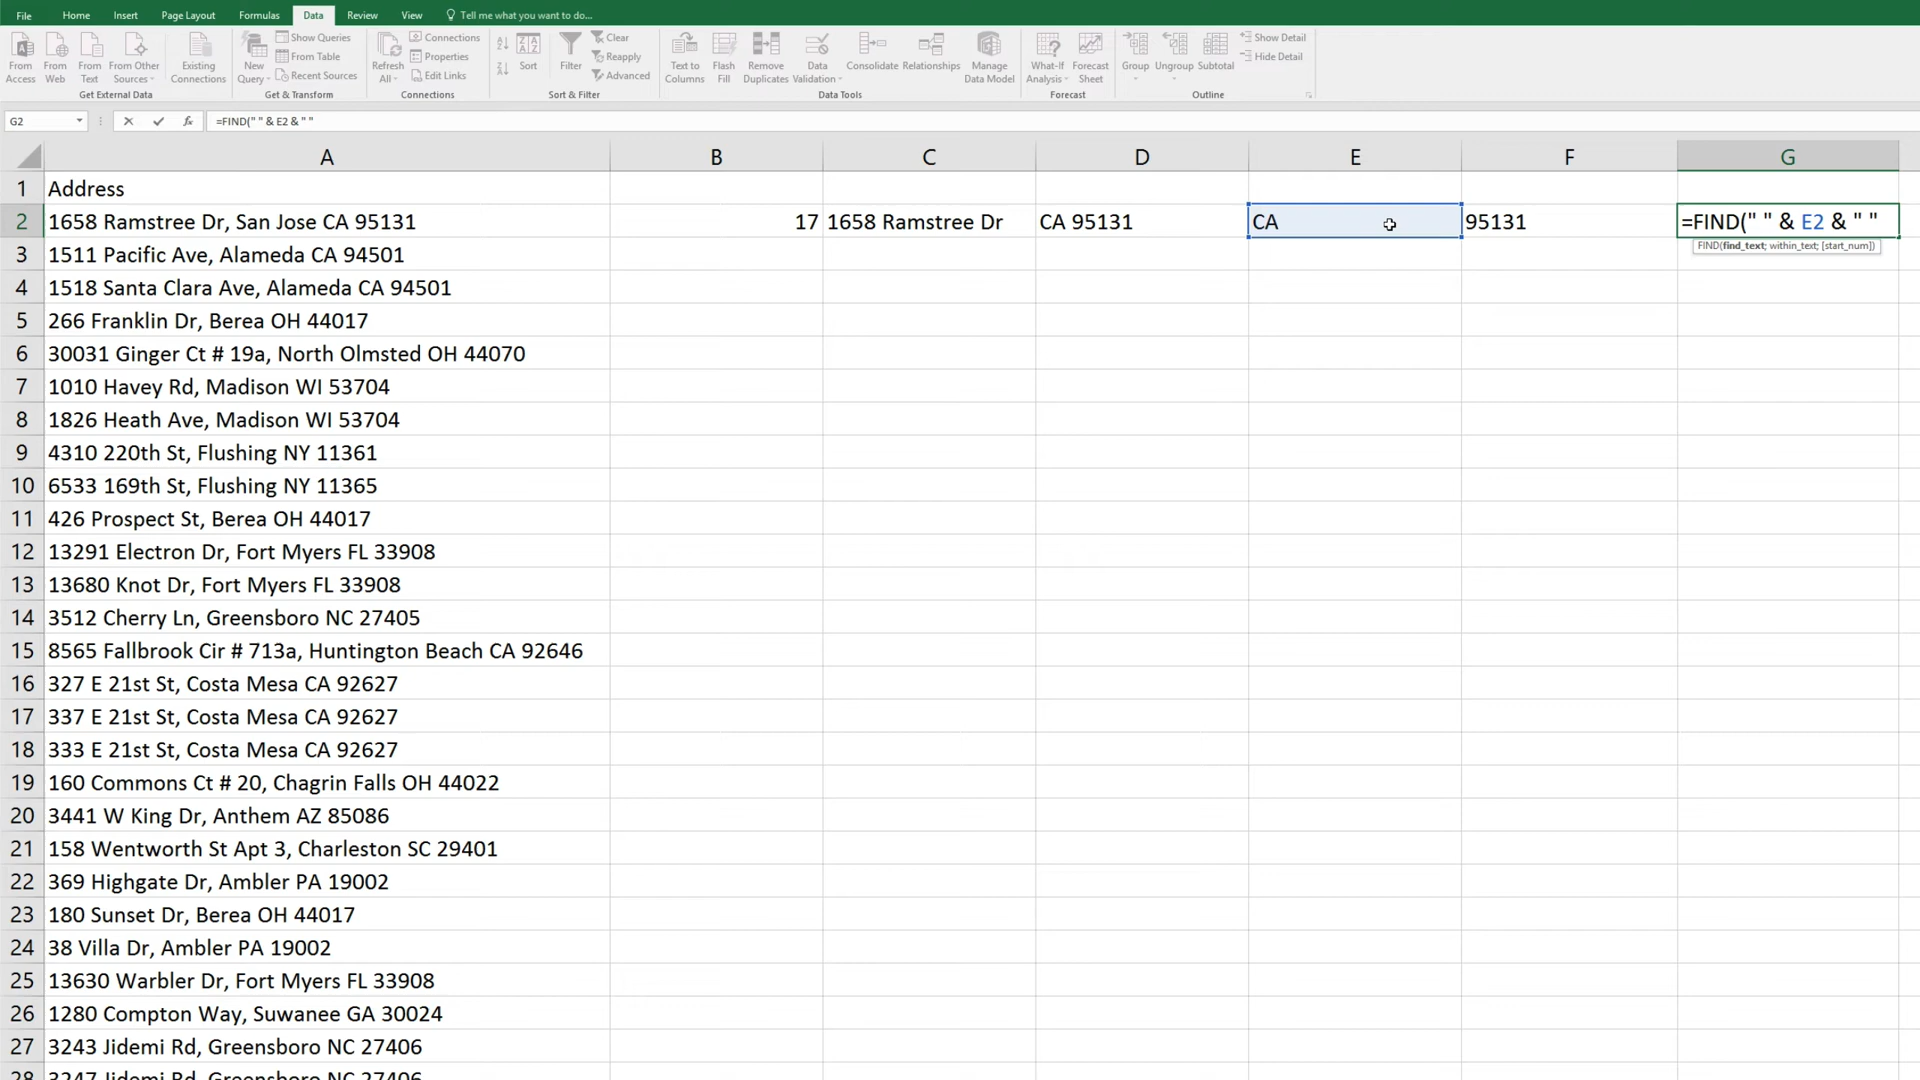 File Home Insert Page Layout Formulas Data Review View Tell me what you want to do...
From Access From Web From Text From Other Sources Existing Connections Get External Data
New Query Show Queries From Table Recent Sources Get & Transform
Refresh All Connections Properties Edit Links Connections
Sort Filter Clear Reapply Advanced Sort & Filter
Text to Columns Flash Fill Remove Duplicates Data Validation Consolidate Relationships Manage Data Model Data Tools
What-If Analysis Forecast Sheet Forecast
Group Ungroup Subtotal Show Detail Hide Detail Outline
G2 fx =FIND(" " & E2 & " "
A B C D E F G
1 Address
2 1658 Ramstree Dr, San Jose CA 95131 17 1658 Ramstree Dr CA 95131 CA 95131 =FIND(" " & E2 & " "
FIND(find_text; within_text; [start_num])
3 1511 Pacific Ave, Alameda CA 94501
4 1518 Santa Clara Ave, Alameda CA 94501
5 266 Franklin Dr, Berea OH 44017
6 30031 Ginger Ct # 19a, North Olmsted OH 44070
7 1010 Havey Rd, Madison WI 53704
8 1826 Heath Ave, Madison WI 53704
9 4310 220th St, Flushing NY 11361
10 6533 169th St, Flushing NY 11365
11 426 Prospect St, Berea OH 44017
12 13291 Electron Dr, Fort Myers FL 33908
13 13680 Knot Dr, Fort Myers FL 33908
14 3512 Cherry Ln, Greensboro NC 27405
15 8565 Fallbrook Cir # 713a, Huntington Beach CA 92646
16 327 E 21st St, Costa Mesa CA 92627
17 337 E 21st St, Costa Mesa CA 92627
18 333 E 21st St, Costa Mesa CA 92627
19 160 Commons Ct # 20, Chagrin Falls OH 44022
20 3441 W King Dr, Anthem AZ 85086
21 158 Wentworth St Apt 3, Charleston SC 29401
22 369 Highgate Dr, Ambler PA 19002
23 180 Sunset Dr, Berea OH 44017
24 38 Villa Dr, Ambler PA 19002
25 13630 Warbler Dr, Fort Myers FL 33908
26 1280 Compton Way, Suwanee GA 30024
27 3243 Jidemi Rd, Greensboro NC 27406
28 3247 Jidemi Rd, Greensboro NC 27406